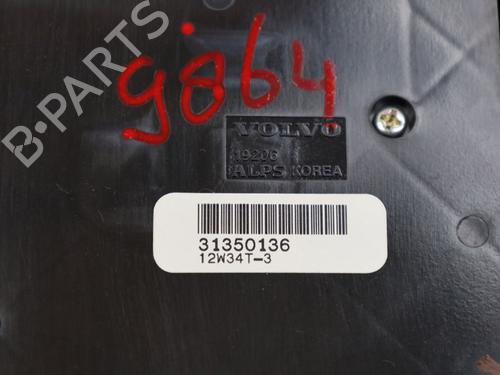 B-PARTS
9864
VOLVO
19206
ALPS KOREA
31350136
12W34T-3